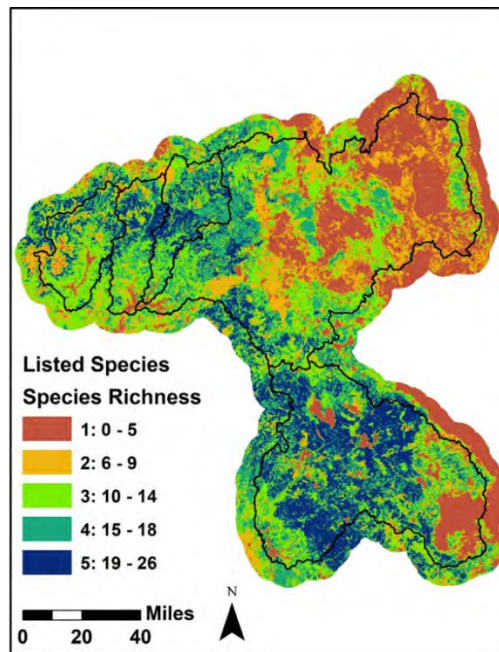 Listed Species
Species Richness
1: 0 - 5
2: 6 - 9
3: 10 - 14
4: 15 - 18
5: 19 - 26
Miles
0 20 40
N